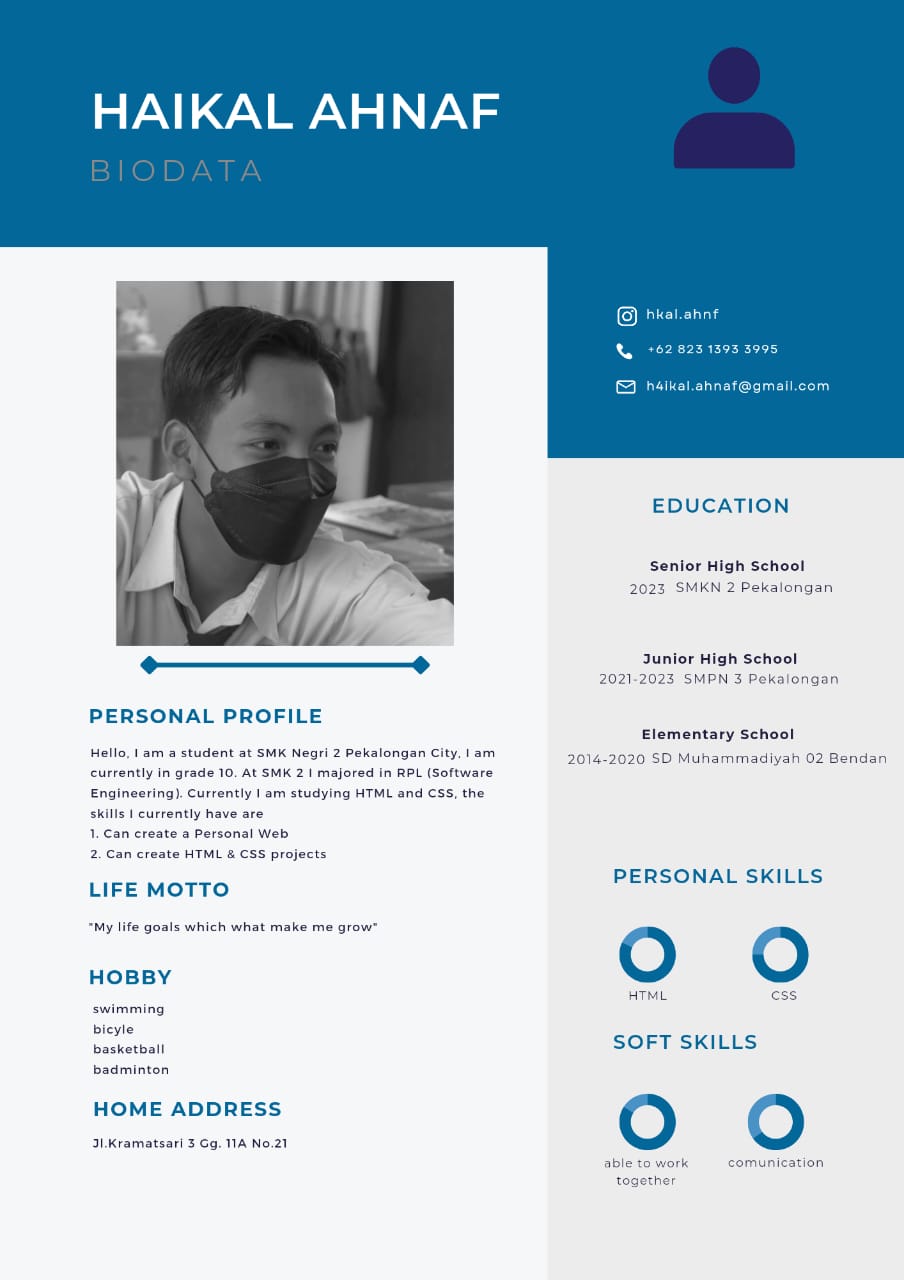 HAIKAL AHNAF
BIODATA
hkal.ahnf
+62 823 1393 3995
h4ikal.ahnaf@gmail.com
PERSONAL PROFILE
Hello, I am a student at SMK Negri 2 Pekalongan City, I am
currently in grade 10. At SMK 2 I majored in RPL (Software
Engineering). Currently I am studying HTML and CSS, the
skills I currently have are
1. Can create a Personal Web
2. Can create HTML & CSS projects
LIFE MOTTO
"My life goals which what make me grow"
HOBBY
swimming
bicyle
basketball
badminton
HOME ADDRESS
Jl.Kramatsari 3 Gg. 11A No.21
EDUCATION
Senior High School
2023 SMKN 2 Pekalongan
Junior High School
2021-2023 SMPN 3 Pekalongan
Elementary School
2014-2020 SD Muhammadiyah 02 Bendan
PERSONAL SKILLS
HTML CSS
SOFT SKILLS
able to work
together
comunication